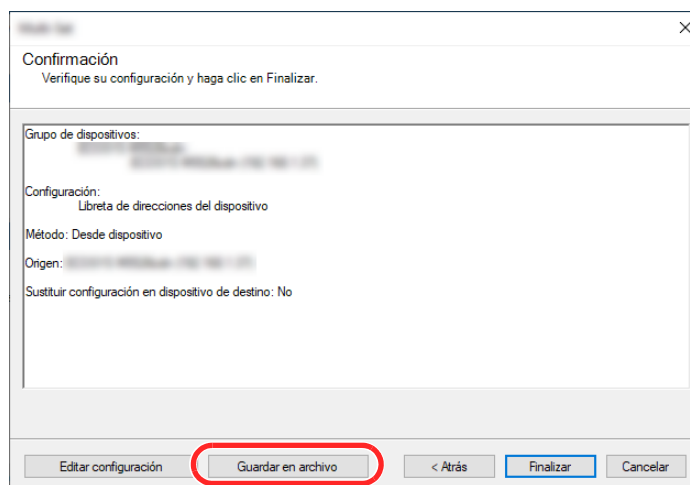 Confirmación
Verifique su configuración y haga clic en Finalizar.
Grupo de dispositivos:
Configuración:
Libreta de direcciones del dispositivo
Método: Desde dispositivo
Origen:
Sustituir configuración en dispositivo de destino: No
Editar configuración
Guardar en archivo
< Atrás
Finalizar
Cancelar